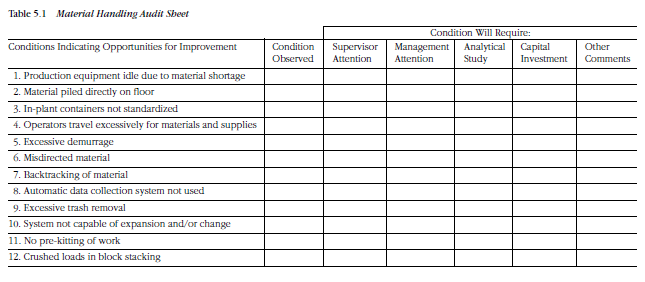 Table 5.1 Material Handling Audit Sheet
Condition Will Require:
Conditions Indicating Opportunities for Improvement Condition Observed Supervisor Attention Management Attention Analytical Study Capital Investment Other Comments
1. Production equipment idle due to material shortage
2. Material piled directly on floor
3. In-plant containers not standardized
4. Operators travel excessively for materials and supplies
5. Excessive demurrage
6. Misdirected material
7. Backtracking of material
8. Automatic data collection system not used
9. Excessive trash removal
10. System not capable of expansion and/or change
11. No pre-kitting of work
12. Crushed loads in block stacking